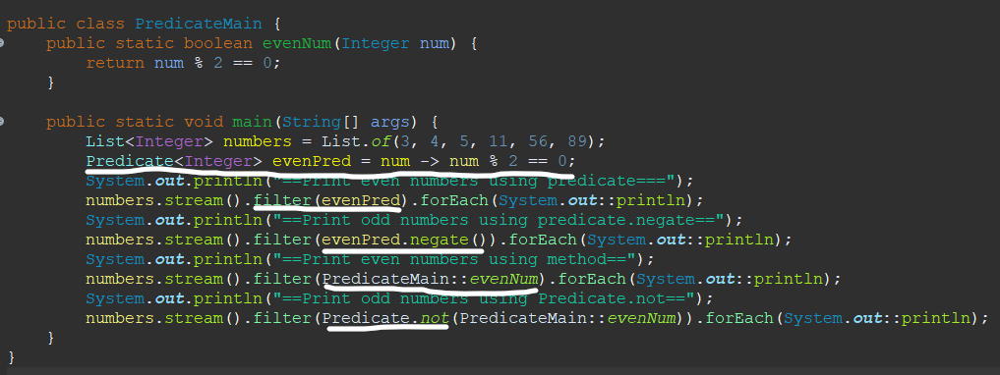 public class PredicateMain {
    public static boolean evenNum(Integer num) {
        return num % 2 == 0;
    }

    public static void main(String[] args) {
        List<Integer> numbers = List.of(3, 4, 5, 11, 56, 89);
        Predicate<Integer> evenPred = num -> num % 2 == 0;
        System.out.println("==Print even numbers using predicate===");
        numbers.stream().filter(evenPred).forEach(System.out::println);
        System.out.println("==Print odd numbers using predicate.negate==");
        numbers.stream().filter(evenPred.negate()).forEach(System.out::println);
        System.out.println("==Print even numbers using method==");
        numbers.stream().filter(PredicateMain::evenNum).forEach(System.out::println);
        System.out.println("==Print odd numbers using Predicate.not==");
        numbers.stream().filter(Predicate.not(PredicateMain::evenNum)).forEach(System.out::println);
    }
}